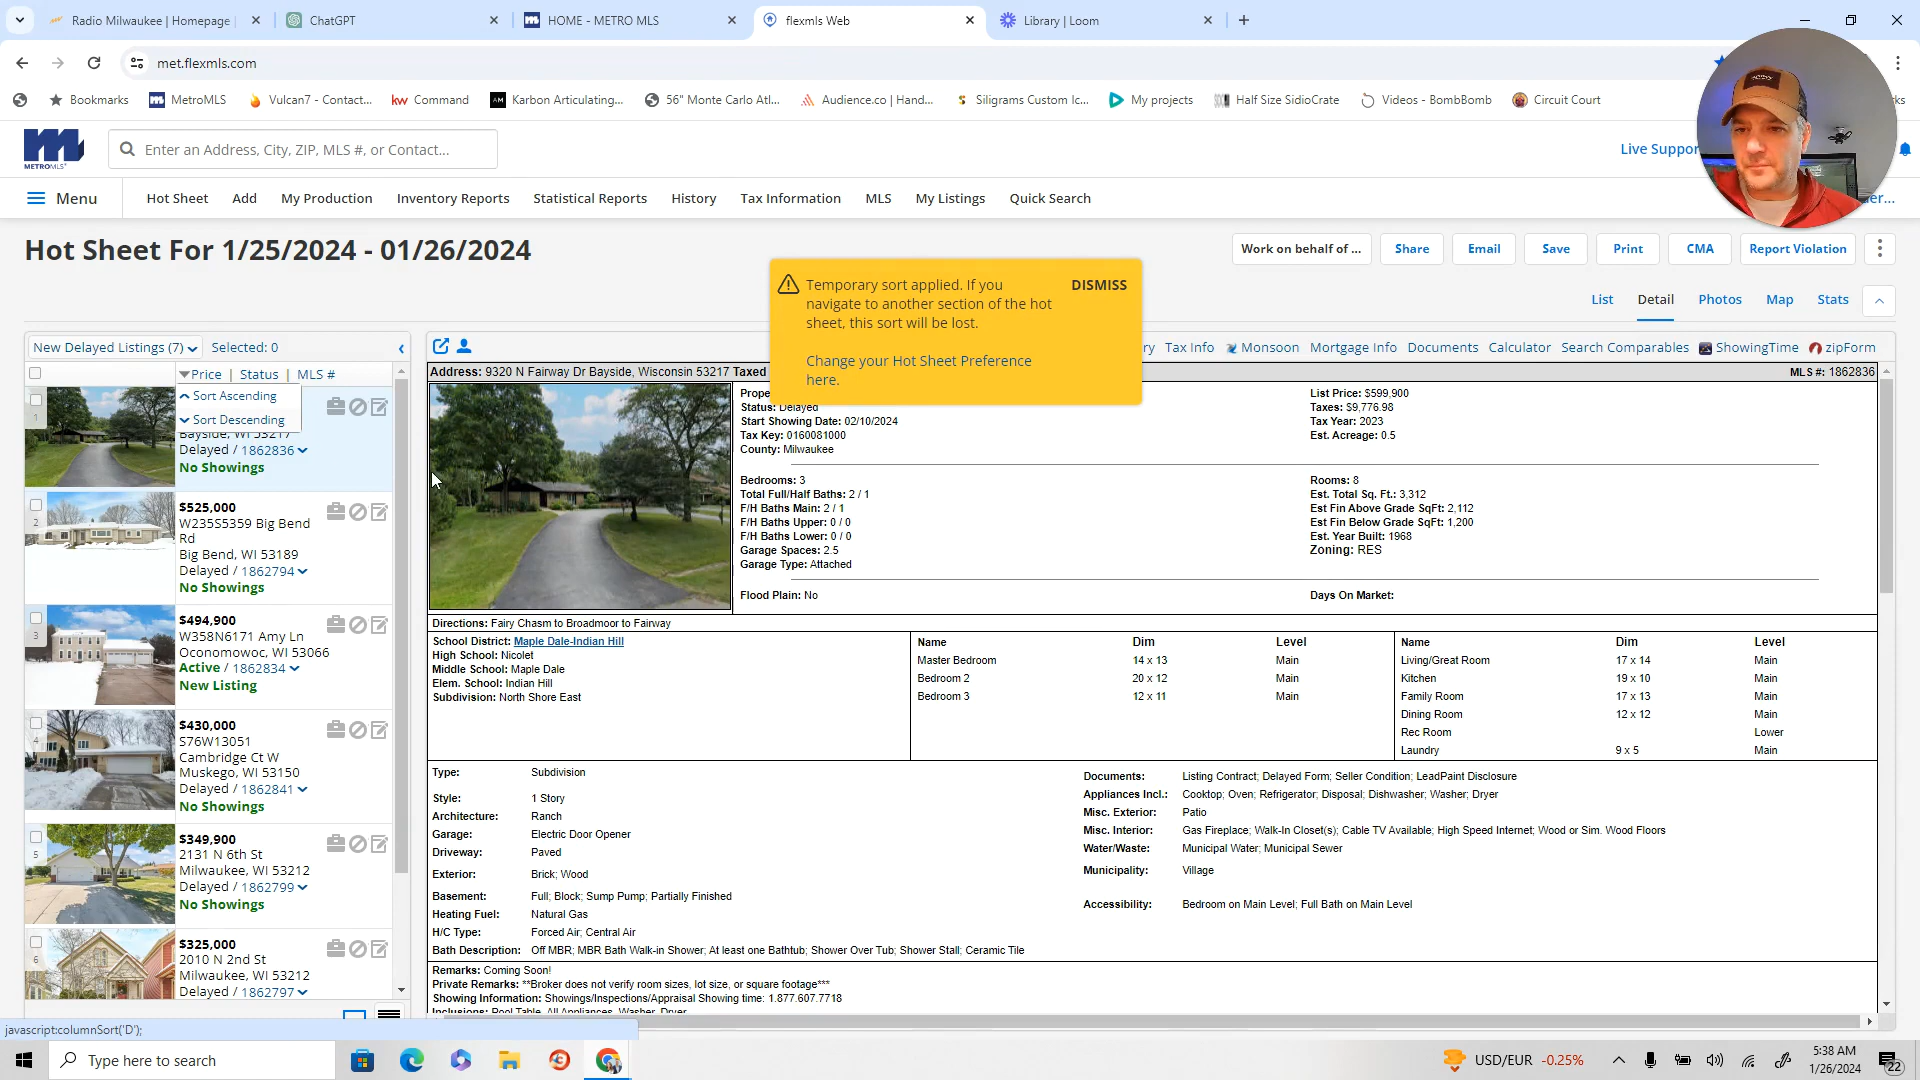 Radio Milwaukee | Homepage
ChatGPT
HOME - METRO MLS
flexmls Web
Library | Loom
met.flexmls.com
Bookmarks
MetroMLS
Vulcan7 - Contact...
kw Command
Karbon Articulating...
56" Monte Carlo Atl...
Audience.co | Hand...
Siligrams Custom Ic...
My projects
Half Size SidioCrate
Videos - BombBomb
Circuit Court
METROMLS
Enter an Address, City, ZIP, MLS #, or Contact...
Live Suppor
Menu
Hot Sheet
Add
My Production
Inventory Reports
Statistical Reports
History
Tax Information
MLS
My Listings
Quick Search
er...
Hot Sheet For 1/25/2024 - 01/26/2024
Work on behalf of ...
Share
Email
Save
Print
CMA
Report Violation
Temporary sort applied. If you
navigate to another section of the hot
sheet, this sort will be lost.
DISMISS
Change your Hot Sheet Preference
here.
List
Detail
Photos
Map
Stats
New Delayed Listings (7)
Selected: 0
ry
Tax Info
Monsoon
Mortgage Info
Documents
Calculator
Search Comparables
ShowingTime
zipForm
Price | Status | MLS #
Sort Ascending
Sort Descending
1
Bayside, WI 53217
Delayed / 1862836
No Showings
2
$525,000
W235S5359 Big Bend
Rd
Big Bend, WI 53189
Delayed / 1862794
No Showings
3
$494,900
W358N6171 Amy Ln
Oconomowoc, WI 53066
Active / 1862834
New Listing
4
$430,000
S76W13051
Cambridge Ct W
Muskego, WI 53150
Delayed / 1862841
No Showings
5
$349,900
2131 N 6th St
Milwaukee, WI 53212
Delayed / 1862799
No Showings
6
$325,000
2010 N 2nd St
Milwaukee, WI 53212
Delayed / 1862797
Address: 9320 N Fairway Dr Bayside, Wisconsin 53217 Taxed
MLS #: 1862836
Prope
Status: Delayed
Start Showing Date: 02/10/2024
Tax Key: 0160081000
County: Milwaukee
List Price: $599,900
Taxes: $9,776.98
Tax Year: 2023
Est. Acreage: 0.5
Bedrooms: 3
Total Full/Half Baths: 2 / 1
F/H Baths Main: 2 / 1
F/H Baths Upper: 0 / 0
F/H Baths Lower: 0 / 0
Garage Spaces: 2.5
Garage Type: Attached
Rooms: 8
Est. Total Sq. Ft.: 3,312
Est Fin Above Grade SqFt: 2,112
Est Fin Below Grade SqFt: 1,200
Est. Year Built: 1968
Zoning: RES
Flood Plain: No
Days On Market:
Directions: Fairy Chasm to Broadmoor to Fairway
School District: Maple Dale-Indian Hill
High School: Nicolet
Middle School: Maple Dale
Elem. School: Indian Hill
Subdivision: North Shore East
Name Dim Level
Master Bedroom 14 x 13 Main
Bedroom 2 20 x 12 Main
Bedroom 3 12 x 11 Main
Name Dim Level
Living/Great Room 17 x 14 Main
Kitchen 19 x 10 Main
Family Room 17 x 13 Main
Dining Room 12 x 12 Main
Rec Room Lower
Laundry 9 x 5 Main
Type: Subdivision
Style: 1 Story
Architecture: Ranch
Garage: Electric Door Opener
Driveway: Paved
Exterior: Brick; Wood
Basement: Full; Block; Sump Pump; Partially Finished
Heating Fuel: Natural Gas
H/C Type: Forced Air; Central Air
Bath Description: Off MBR; MBR Bath Walk-in Shower; At least one Bathtub; Shower Over Tub; Shower Stall; Ceramic Tile
Documents: Listing Contract; Delayed Form; Seller Condition; LeadPaint Disclosure
Appliances Incl.: Cooktop; Oven; Refrigerator; Disposal; Dishwasher; Washer; Dryer
Misc. Exterior: Patio
Misc. Interior: Gas Fireplace; Walk-In Closet(s); Cable TV Available; High Speed Internet; Wood or Sim. Wood Floors
Water/Waste: Municipal Water; Municipal Sewer
Municipality: Village
Accessibility: Bedroom on Main Level; Full Bath on Main Level
Remarks: Coming Soon!
Private Remarks: **Broker does not verify room sizes, lot size, or square footage***
Showing Information: Showings/Inspections/Appraisal Showing time: 1.877.607.7718
Inclusions: Pool Table, All Appliances, Washer, Dryer
javascript:columnSort('D');
Type here to search
USD/EUR -0.25%
5:38 AM
1/26/2024
22